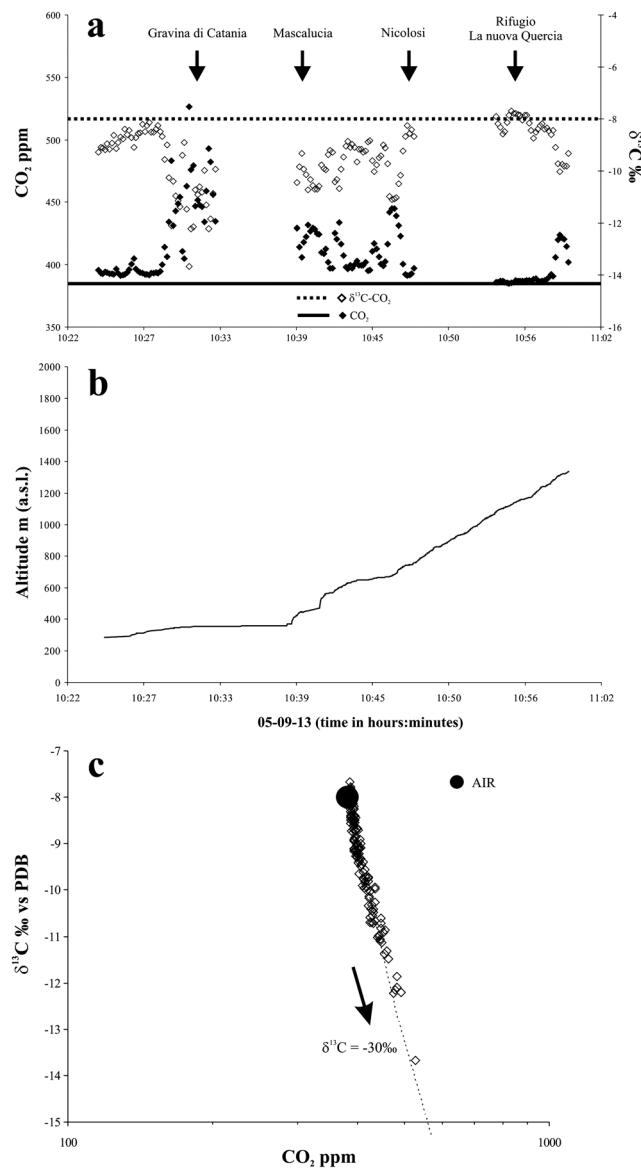 a
Gravina di Catania
Mascalucia
Nicolosi
Rifugio
La nuova Quercia
600
550
500
450
400
350
CO₂ ppm
-4
-6
-8
-10
-12
-14
-16
δ¹³C ‰
δ¹³C-CO₂
CO₂
10:22 10:27 10:33 10:39 10:45 10:50 10:56 11:02
b
2000
1800
1600
1400
1200
1000
800
600
400
200
0
Altitude m (a.s.l.)
10:22 10:27 10:33 10:39 10:45 10:50 10:56 11:02
05-09-13 (time in hours:minutes)
c
AIR
-7
-8
-9
-10
-11
-12
-13
-14
-15
δ¹³C ‰ vs PDB
δ¹³C = -30‰
100 1000
CO₂ ppm